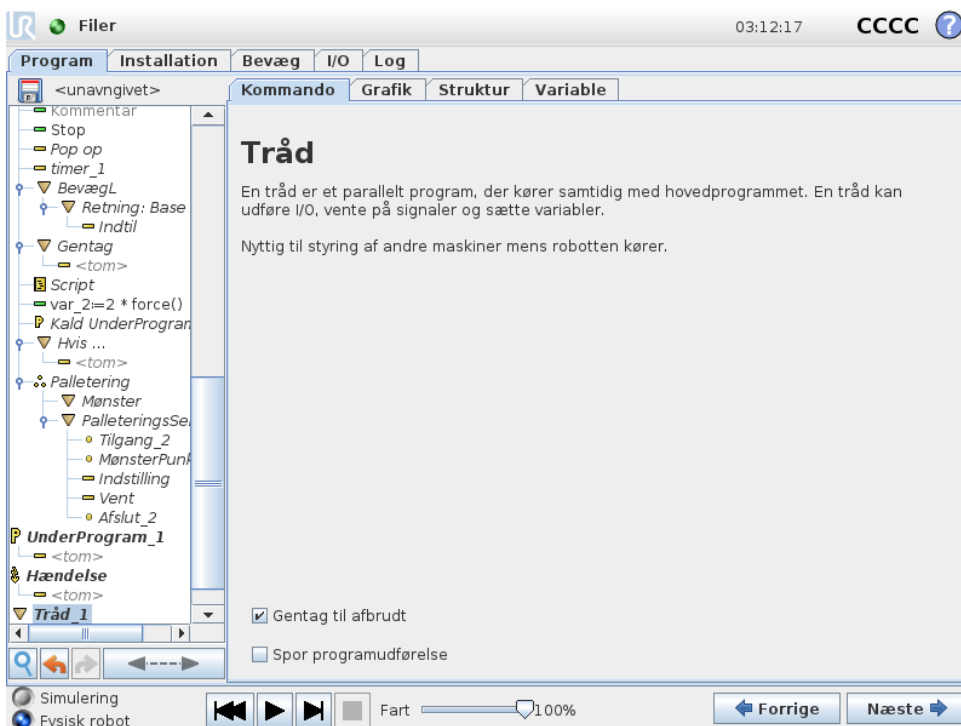 UR Filer 03:12:17 CCCC ?
Program Installation Bevæg I/O Log
<unavngivet> Kommando Grafik Struktur Variable
Kommentar
Stop
Pop op
timer_1
BevægL
Retning: Base
Indtil
Gentag
<tom>
Script
var_2:=2 * force()
Kald UnderProgram
Hvis ...
<tom>
Palletering
Mønster
PalleteringsSe
Tilgang_2
MønsterPunk
Indstilling
Vent
Afslut_2
P UnderProgram_1
<tom>
Hændelse
<tom>
Tråd_1
Tråd
En tråd er et parallelt program, der kører samtidig med hovedprogrammet. En tråd kan
udføre I/O, vente på signaler og sætte variabler.
Nyttig til styring af andre maskiner mens robotten kører.
Gentag til afbrudt
Spor programudførelse
Simulering
Fysisk robot
Fart 100%
Forrige Næste